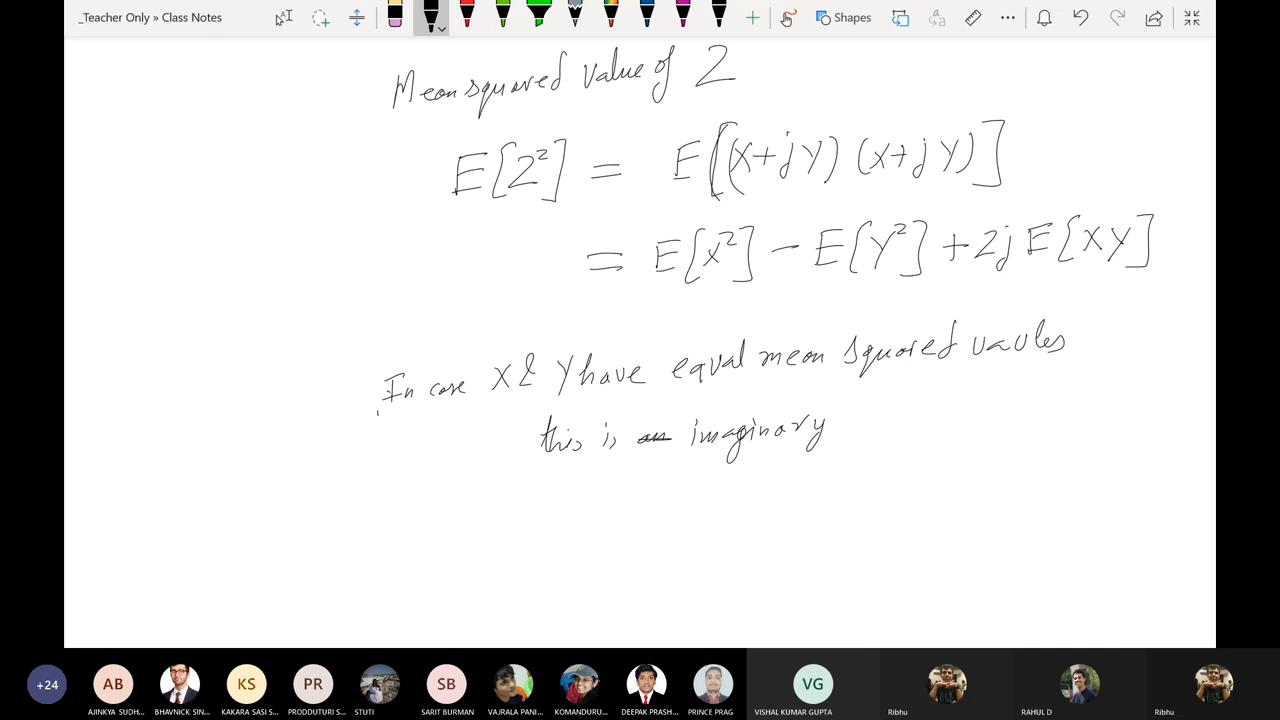 _Teacher Only » Class Notes
Shapes
Mean squared value of Z
E[Z²] = E[(X+jY) (X+jY)]
= E[X²] - E[Y²] + 2j E[XY]
In case X & Y have equal mean squared vaules
this is an imaginary
+24 AB KS PR SB VG
AJINKYA SUDH... BHAVNICK SIN... KAKARA SASI S... PRODDUTURI S... STUTI SARIT BURMAN VAJRALA PANI... KOMANDURU... DEEPAK PRASH... PRINCE PRAG VISHAL KUMAR GUPTA Ribhu RAHUL D Ribhu